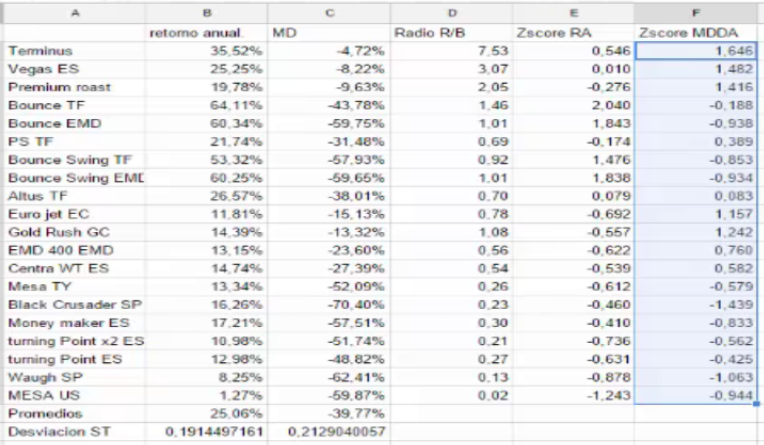 A B C D E F
retorno anual MD Radio R/B Zscore RA Zscore MDDA
Terminus 35,52% -4,72% 7,53 0,546 1,646
Vegas ES 25,25% -8,22% 3,07 0,010 1,482
Premium roast 19,78% -9,63% 2,05 -0,276 1,416
Bounce TF 64,11% -43,78% 1,46 2,040 -0,188
Bounce EMD 60,34% -59,75% 1,01 1,843 -0,938
PS TF 21,74% -31,48% 0,69 -0,174 0,389
Bounce Swing TF 53,32% -57,93% 0,92 1,476 -0,853
Bounce Swing EMD 60,25% -59,65% 1,01 1,838 -0,934
Altus TF 26,57% -38,01% 0,70 0,079 0,083
Euro jet EC 11,81% -15,13% 0,78 -0,692 1,157
Gold Rush GC 14,39% -13,32% 1,08 -0,557 1,242
EMD 400 EMD 13,15% -23,60% 0,56 -0,622 0,760
Centra WT ES 14,74% -27,39% 0,54 -0,539 0,582
Mesa TY 13,34% -52,09% 0,26 -0,612 -0,579
Black Crusader SP 16,26% -70,40% 0,23 -0,460 -1,439
Money maker ES 17,21% -57,51% 0,30 -0,410 -0,833
turning Point x2 ES 10,98% -51,74% 0,21 -0,736 -0,562
turning Point ES 12,98% -48,82% 0,27 -0,631 -0,425
Waugh SP 8,25% -62,41% 0,13 -0,878 -1,063
MESA US 1,27% -59,87% 0,02 -1,243 -0,944
Promedios 25,06% -39,77%
Desviacion ST 0,1914497161 0,2129040057